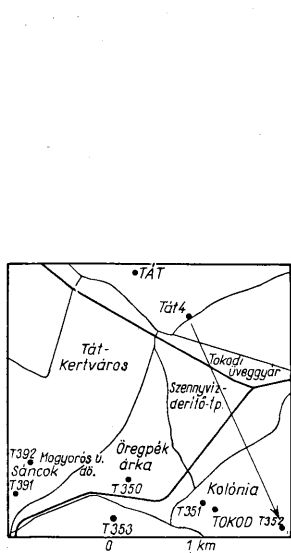 TÁT
Tát4
Tát-
Kertváros
Tokodi
üveggyár
Szennyvíz-
derítő-tp.
T392
Mogyorós ú.
dő.
Sáncok
T391
Öregpék
árka
T350
Kolónia
T351
TOKOD
T352
T353
0 1 km